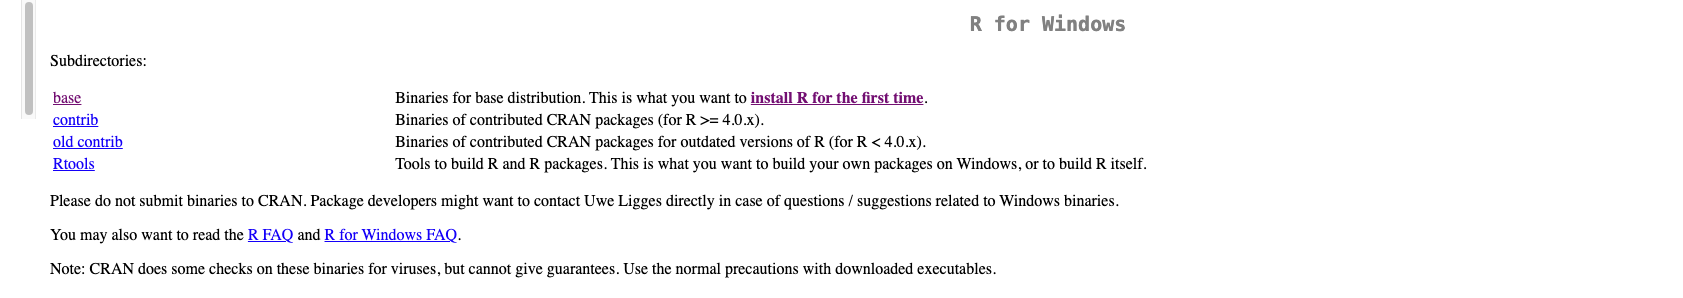 R for Windows
Subdirectories:
base Binaries for base distribution. This is what you want to install R for the first time.
contrib Binaries of contributed CRAN packages (for R >= 4.0.x).
old contrib Binaries of contributed CRAN packages for outdated versions of R (for R < 4.0.x).
Rtools Tools to build R and R packages. This is what you want to build your own packages on Windows, or to build R itself.
Please do not submit binaries to CRAN. Package developers might want to contact Uwe Ligges directly in case of questions / suggestions related to Windows binaries.
You may also want to read the R FAQ and R for Windows FAQ.
Note: CRAN does some checks on these binaries for viruses, but cannot give guarantees. Use the normal precautions with downloaded executables.